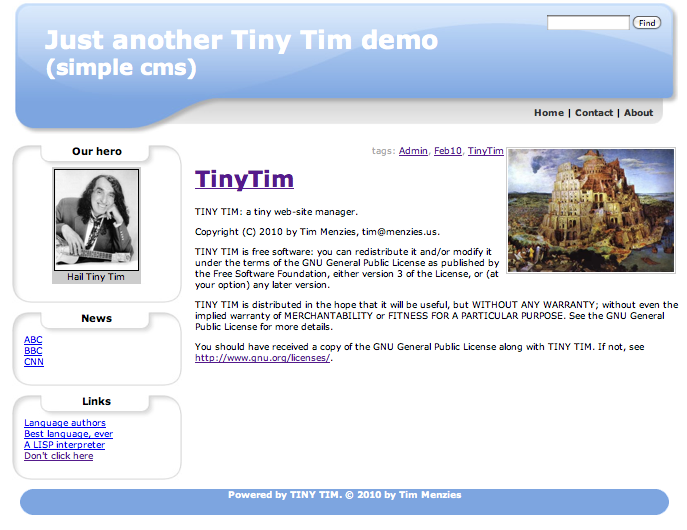 Just another Tiny Tim demo
(simple cms)
Find
Home | Contact | About
Our hero
Hail Tiny Tim
News
ABC
BBC
CNN
Links
Language authors
Best language, ever
A LISP interpreter
Don't click here
tags: Admin, Feb10, TinyTim
TinyTim
TINY TIM: a tiny web-site manager.
Copyright (C) 2010 by Tim Menzies, tim@menzies.us.
TINY TIM is free software: you can redistribute it and/or modify it
under the terms of the GNU General Public License as published by
the Free Software Foundation, either version 3 of the License, or (at
your option) any later version.
TINY TIM is distributed in the hope that it will be useful, but WITHOUT ANY WARRANTY; without even the
implied warranty of MERCHANTABILITY or FITNESS FOR A PARTICULAR PURPOSE. See the GNU General
Public License for more details.
You should have received a copy of the GNU General Public License along with TINY TIM. If not, see
http://www.gnu.org/licenses/.
Powered by TINY TIM. © 2010 by Tim Menzies